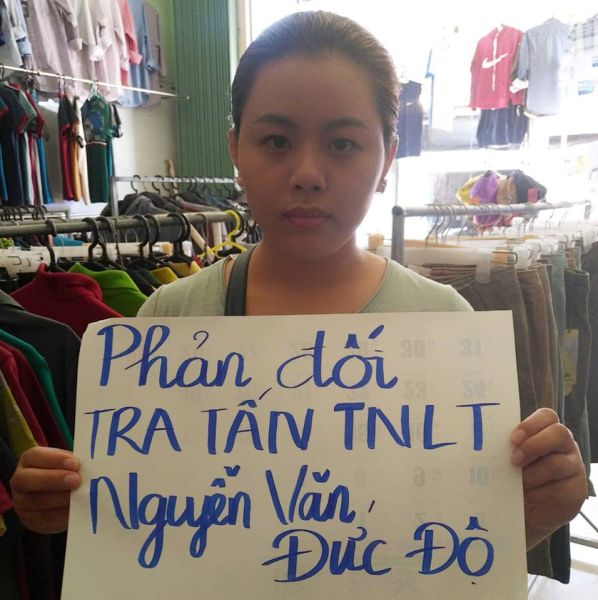 Phản đối
TRA TẤN TNLT
Nguyễn Văn
Đức Độ